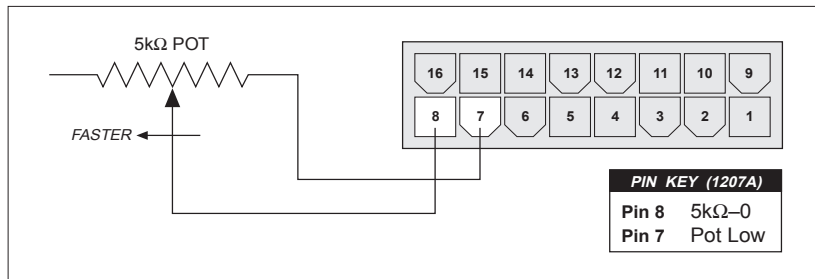 5kΩ POT
FASTER
16 15 14 13 12 11 10 9
8 7 6 5 4 3 2 1
PIN KEY (1207A)
Pin 8 5kΩ–0
Pin 7 Pot Low